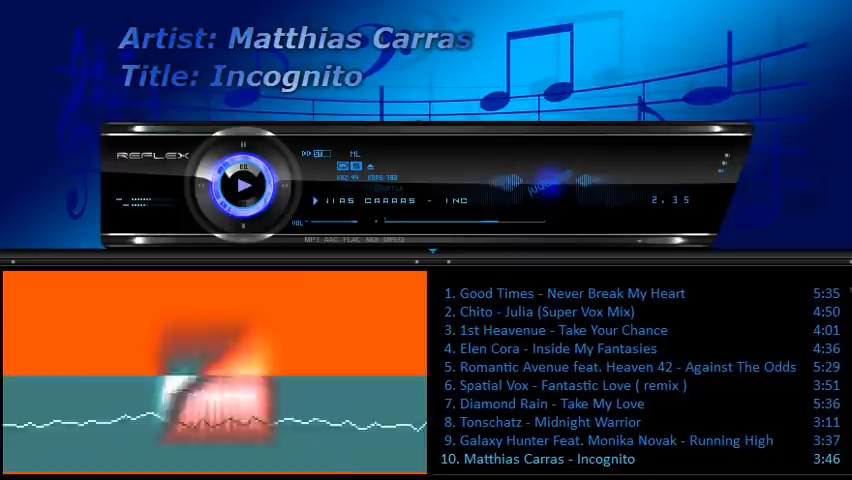 Artist: Matthias Carras
Title: Incognito
REFLEX
ST
ML
EQ
IIAS CARRAS - INC
2.35
VOL
MP3 AAC FLAC MIDI MPEG
1. Good Times - Never Break My Heart 5:35
2. Chito - Julia (Super Vox Mix) 4:50
3. 1st Heavenue - Take Your Chance 4:01
4. Elen Cora - Inside My Fantasies 4:36
5. Romantic Avenue feat. Heaven 42 - Against The Odds 5:29
6. Spatial Vox - Fantastic Love ( remix ) 3:51
7. Diamond Rain - Take My Love 5:36
8. Tonschatz - Midnight Warrior 3:11
9. Galaxy Hunter Feat. Monika Novak - Running High 3:37
10. Matthias Carras - Incognito 3:46